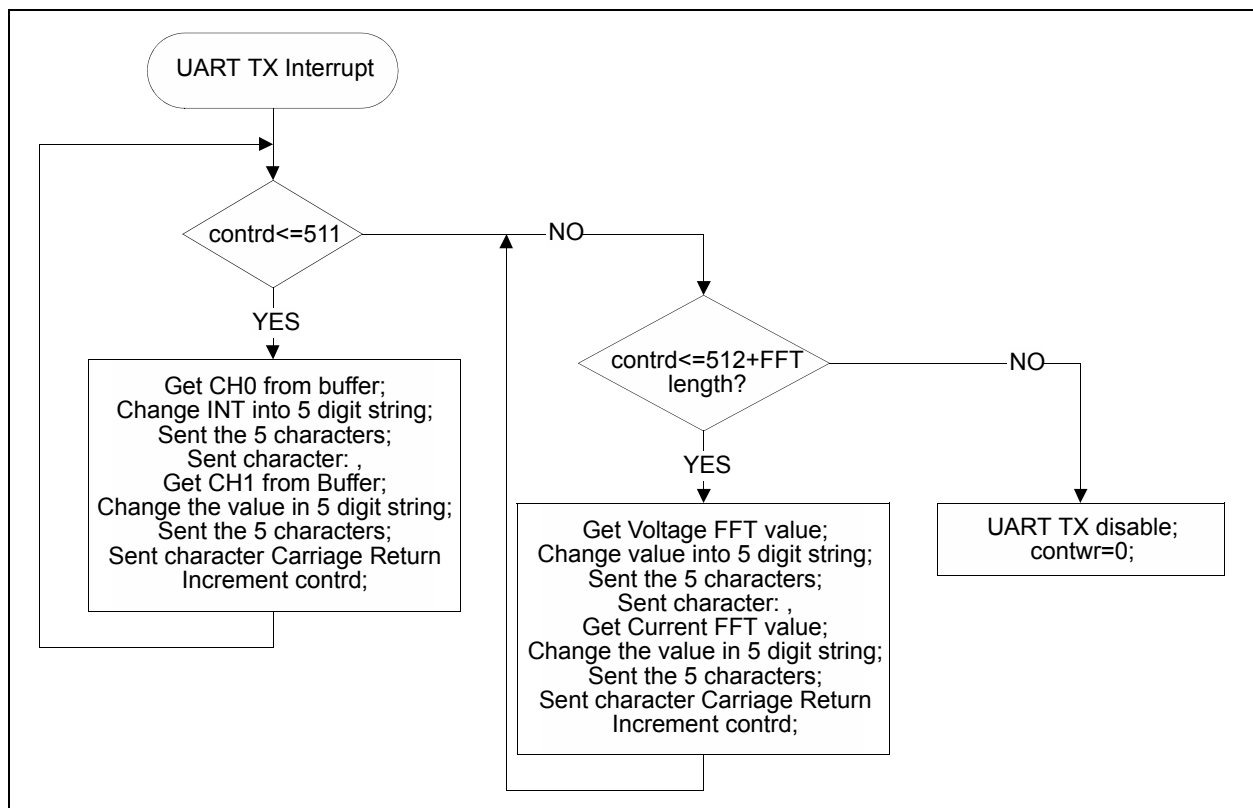 UART TX Interrupt
contrd<=511
NO
YES
Get CH0 from buffer;
Change INT into 5 digit string;
Sent the 5 characters;
Sent character: ,
Get CH1 from Buffer;
Change the value in 5 digit string;
Sent the 5 characters;
Sent character Carriage Return
Increment contrd;
contrd<=512+FFT
length?
NO
YES
Get Voltage FFT value;
Change value into 5 digit string;
Sent the 5 characters;
Sent character: ,
Get Current FFT value;
Change the value in 5 digit string;
Sent the 5 characters;
Sent character Carriage Return
Increment contrd;
UART TX disable;
contwr=0;